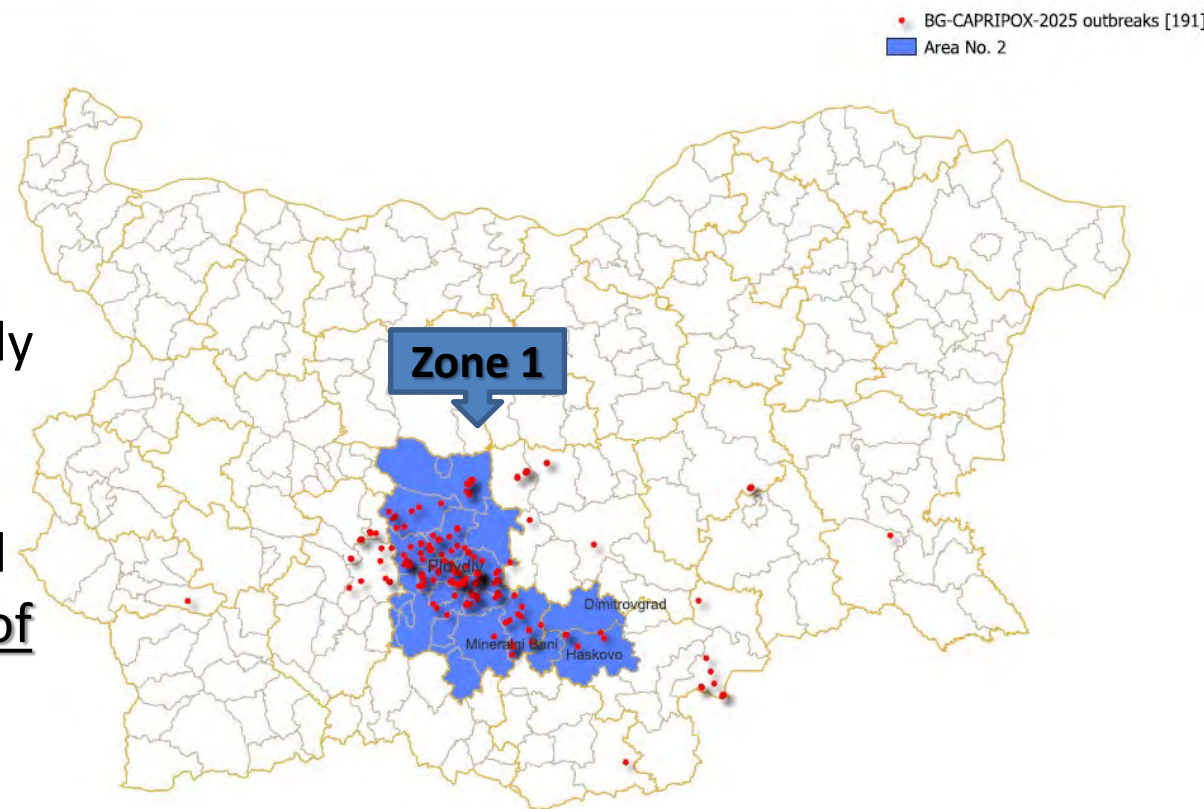 BG-CAPRIPOX-2025 outbreaks [191]
Area No. 2
ly
Zone 1
of
Plovdiv
Dimitrovgrad
Mineralni Bani
Haskovo